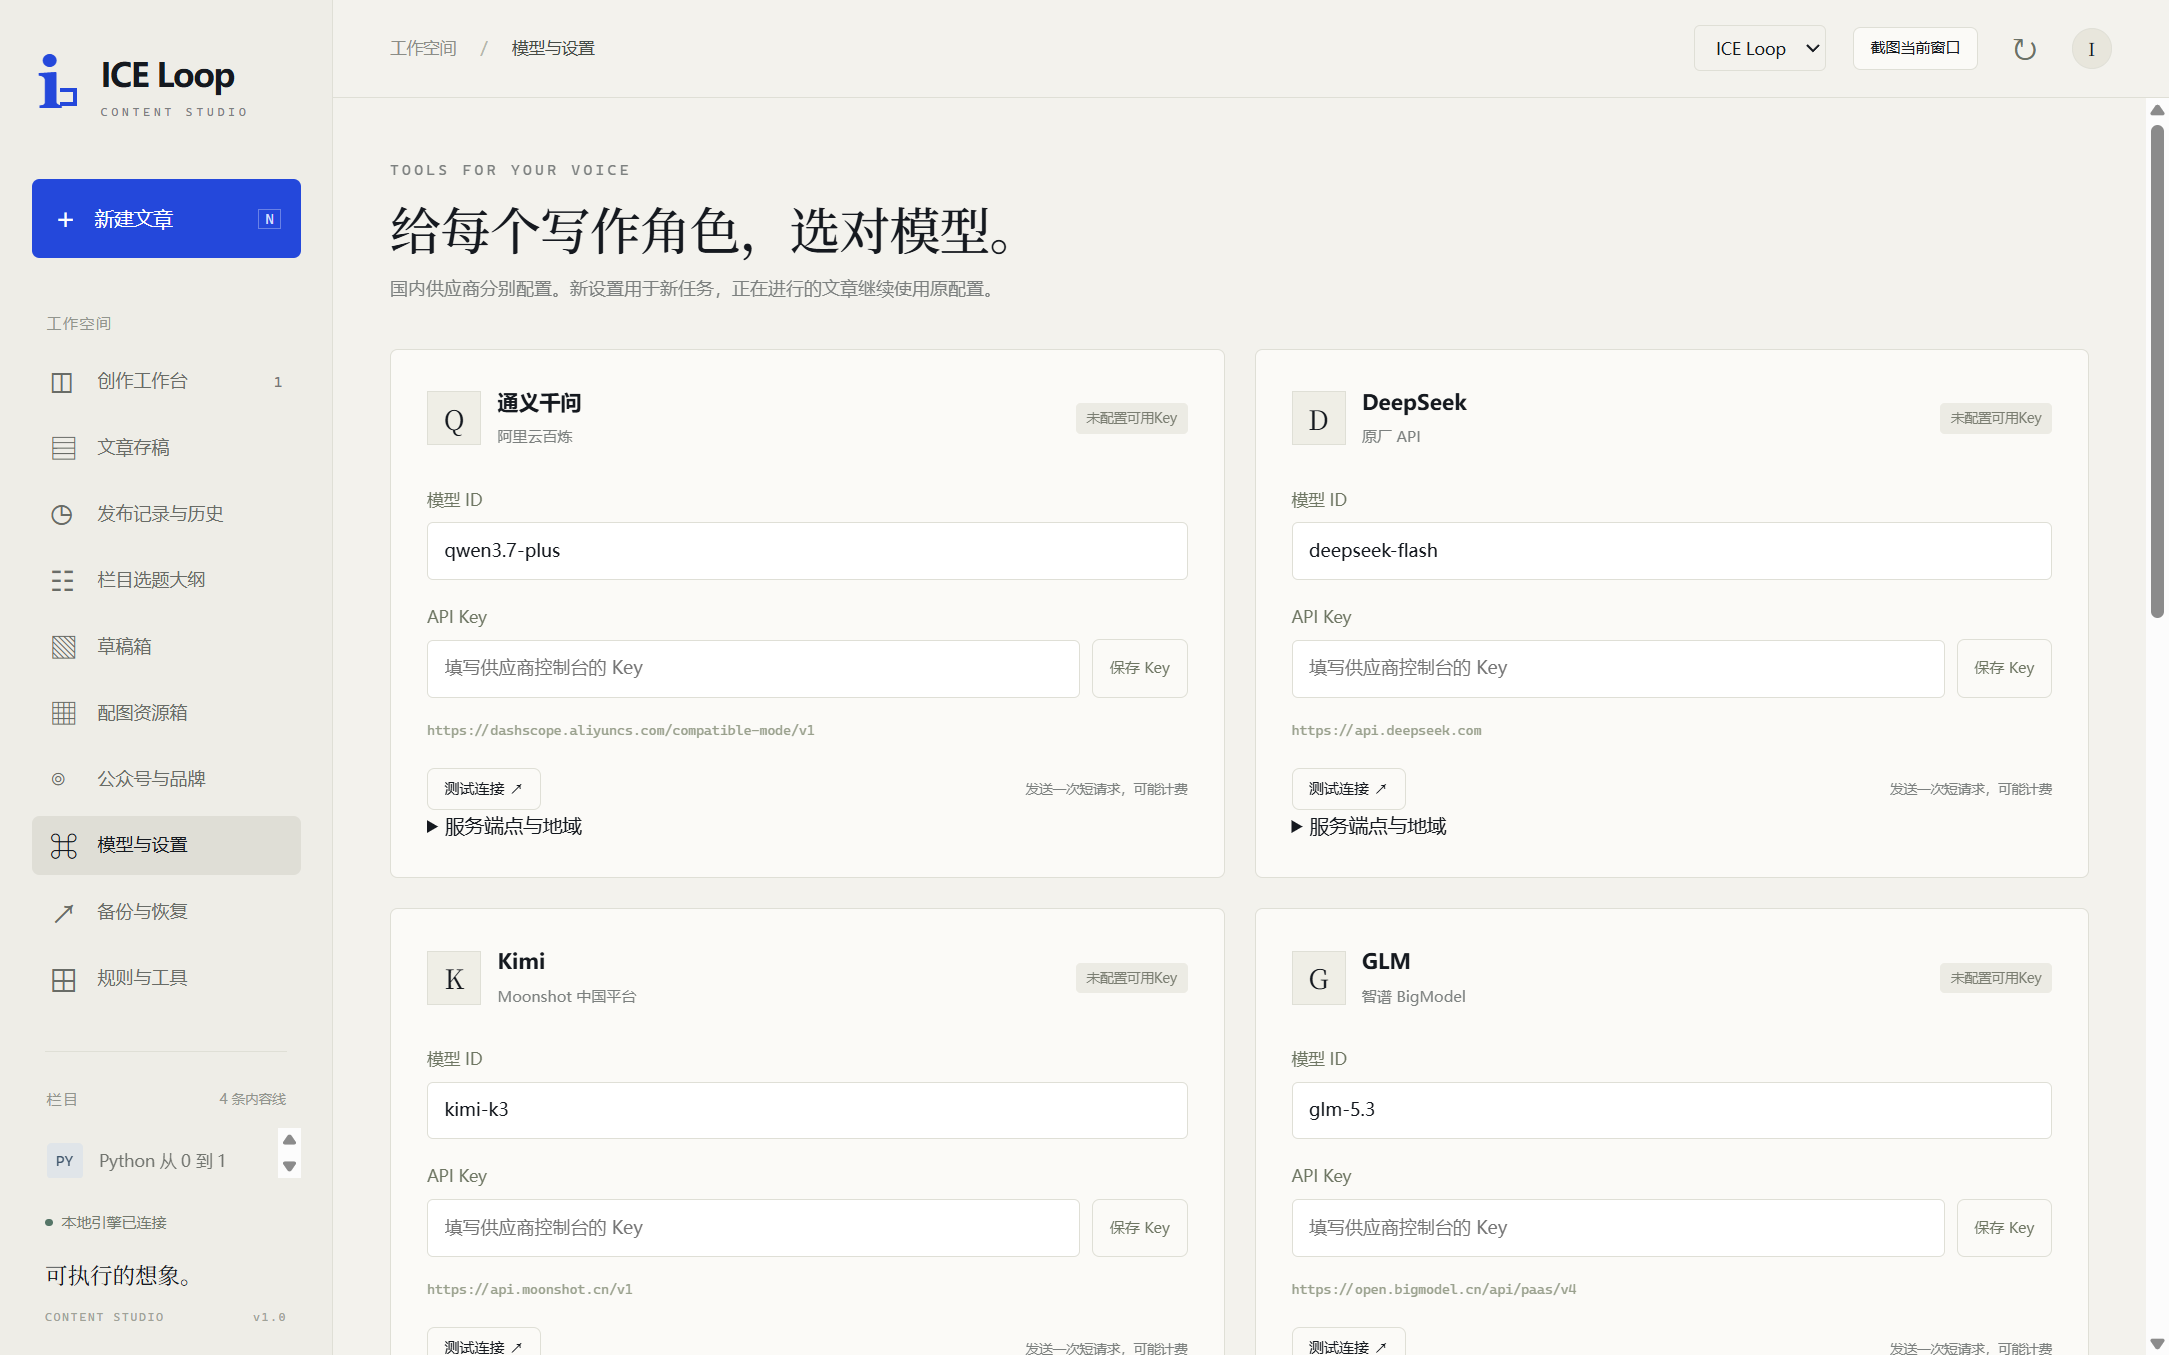 ICE Loop
CONTENT STUDIO
+ 新建文章 N
工作空间
创作工作台 1
文章存稿
发布记录与历史
栏目选题大纲
草稿箱
配图资源箱
公众号与品牌
模型与设置
备份与恢复
规则与工具
栏目 4 条内容线
PY Python 从 0 到 1
本地引擎已连接
可执行的想象。
CONTENT STUDIO v1.0
工作空间 / 模型与设置
ICE Loop
截图当前窗口
I
TOOLS FOR YOUR VOICE
给每个写作角色，选对模型。
国内供应商分别配置。新设置用于新任务，正在进行的文章继续使用原配置。
Q
通义千问
阿里云百炼
未配置可用Key
模型 ID
qwen3.7-plus
API Key
填写供应商控制台的 Key
保存 Key
https://dashscope.aliyuncs.com/compatible-mode/v1
测试连接 ↗
发送一次短请求，可能计费
▶ 服务端点与地域
D
DeepSeek
原厂 API
未配置可用Key
模型 ID
deepseek-flash
API Key
填写供应商控制台的 Key
保存 Key
https://api.deepseek.com
测试连接 ↗
发送一次短请求，可能计费
▶ 服务端点与地域
K
Kimi
Moonshot 中国平台
未配置可用Key
模型 ID
kimi-k3
API Key
填写供应商控制台的 Key
保存 Key
https://api.moonshot.cn/v1
测试连接 ↗
发送一次短请求，可能计费
G
GLM
智谱 BigModel
未配置可用Key
模型 ID
glm-5.3
API Key
填写供应商控制台的 Key
保存 Key
https://open.bigmodel.cn/api/paas/v4
测试连接 ↗
发送一次短请求，可能计费